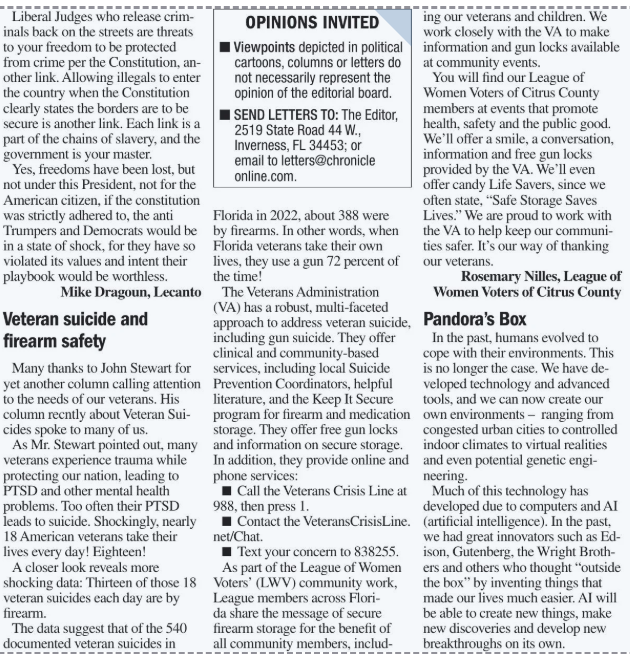 Liberal Judges who release crim-
inals back on the streets are threats
to your freedom to be protected
from crime per the Constitution, an-
other link. Allowing illegals to enter
the country when the Constitution
clearly states the borders are to be
secure is another link. Each link is a
part of the chains of slavery, and the
government is your master.
Yes, freedoms have been lost, but
not under this President, not for the
American citizen, if the constitution
was strictly adhered to, the anti
Trumpers and Democrats would be
in a state of shock, for they have so
violated its values and intent their
playbook would be worthless.
Mike Dragoun, Lecanto
Veteran suicide and
firearm safety
Many thanks to John Stewart for
yet another column calling attention
to the needs of our veterans. His
column recntly about Veteran Sui-
cides spoke to many of us.
As Mr. Stewart pointed out, many
veterans experience trauma while
protecting our nation, leading to
PTSD and other mental health
problems. Too often their PTSD
leads to suicide. Shockingly, nearly
18 American veterans take their
lives every day! Eighteen!
A closer look reveals more
shocking data: Thirteen of those 18
veteran suicides each day are by
firearm.
The data suggest that of the 540
documented veteran suicides in
OPINIONS INVITED
■ Viewpoints depicted in political
cartoons, columns or letters do
not necessarily represent the
opinion of the editorial board.
■ SEND LETTERS TO: The Editor,
2519 State Road 44 W.,
Inverness, FL 34453; or
email to letters@chronicle
online.com.
Florida in 2022, about 388 were
by firearms. In other words, when
Florida veterans take their own
lives, they use a gun 72 percent of
the time!
The Veterans Administration
(VA) has a robust, multi-faceted
approach to address veteran suicide,
including gun suicide. They offer
clinical and community-based
services, including local Suicide
Prevention Coordinators, helpful
literature, and the Keep It Secure
program for firearm and medication
storage. They offer free gun locks
and information on secure storage.
In addition, they provide online and
phone services:
■ Call the Veterans Crisis Line at
988, then press 1.
■ Contact the VeteransCrisisLine.
net/Chat.
■ Text your concern to 838255.
As part of the League of Women
Voters' (LWV) community work,
League members across Flori-
da share the message of secure
firearm storage for the benefit of
all community members, includ-
ing our veterans and children. We
work closely with the VA to make
information and gun locks available
at community events.
You will find our League of
Women Voters of Citrus County
members at events that promote
health, safety and the public good.
We'll offer a smile, a conversation,
information and free gun locks
provided by the VA. We'll even
offer candy Life Savers, since we
often state, “Safe Storage Saves
Lives.” We are proud to work with
the VA to help keep our communi-
ties safer. It's our way of thanking
our veterans.
Rosemary Nilles, League of
Women Voters of Citrus County
Pandora's Box
In the past, humans evolved to
cope with their environments. This
is no longer the case. We have de-
veloped technology and advanced
tools, and we can now create our
own environments – ranging from
congested urban cities to controlled
indoor climates to virtual realities
and even potential genetic engi-
neering.
Much of this technology has
developed due to computers and AI
(artificial intelligence). In the past,
we had great innovators such as Ed-
ison, Gutenberg, the Wright Broth-
ers and others who thought “outside
the box” by inventing things that
made our lives much easier. AI will
be able to create new things, make
new discoveries and develop new
breakthroughs on its own.